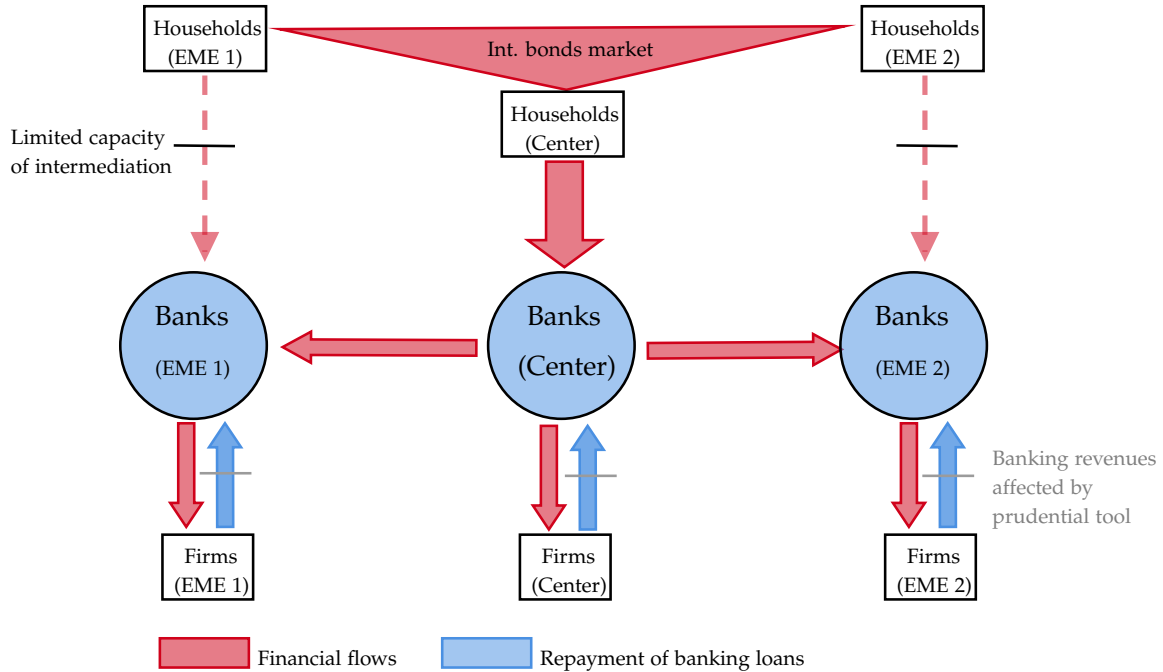 Households
(EME 1)
Int. bonds market
Households
(EME 2)
Households
(Center)
Limited capacity
of intermediation
Banks
(EME 1)
Banks
(Center)
Banks
(EME 2)
Banking revenues
affected by
prudential tool
Firms
(EME 1)
Firms
(Center)
Firms
(EME 2)
Financial flows
Repayment of banking loans